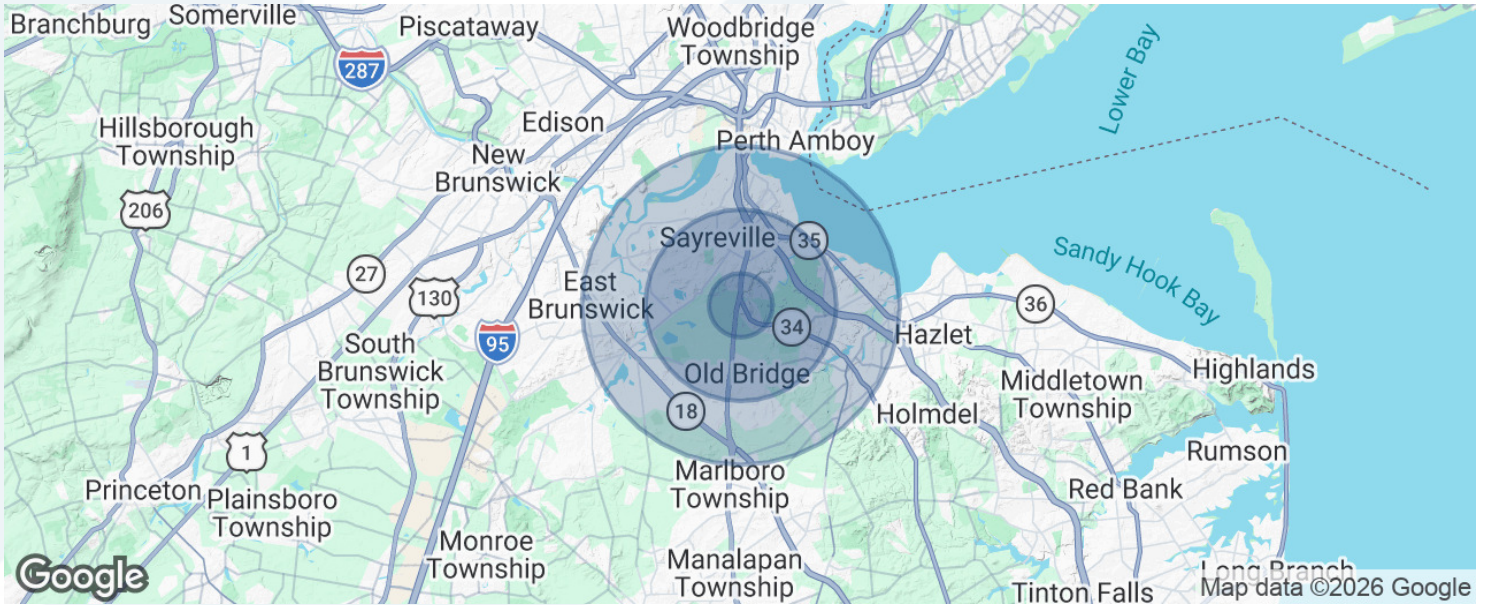 Branchburg
Somerville
Piscataway
Woodbridge
Township
287
Lower Bay
Hillsborough
Township
Edison
Perth Amboy
New
Brunswick
206
Sayreville
35
Sandy Hook Bay
27
130
East
Brunswick
36
95
34
Hazlet
South
Brunswick
Township
Old Bridge
Middletown
Township
Highlands
18
Holmdel
1
Rumson
Princeton
Plainsboro
Township
Marlboro
Township
Red Bank
Monroe
Township
Manalapan
Township
Long Branch
Tinton Falls
Google
Map data ©2026 Google